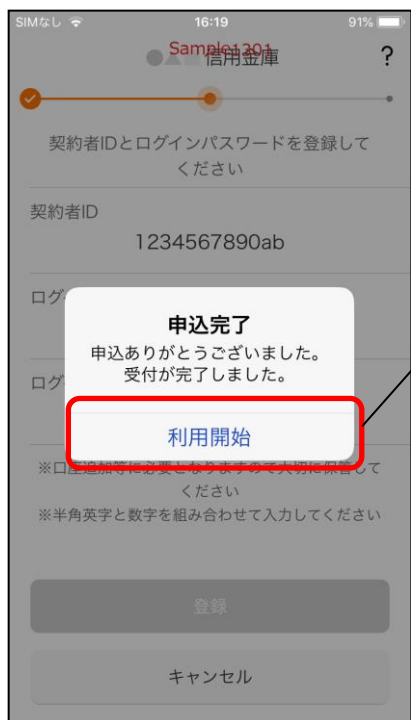 SIMなし 16:19 91%
Sample1301
信用金庫 ?
契約者IDとログインパスワードを登録して
ください
契約者ID
1234567890ab
ログ
申込完了
申込ありがとうございました。
受付が完了しました。
ログ
利用開始
※口座追加等に必要となりますので大切に保管して
ください
※半角英字と数字を組み合わせて入力してください
登録
キャンセル